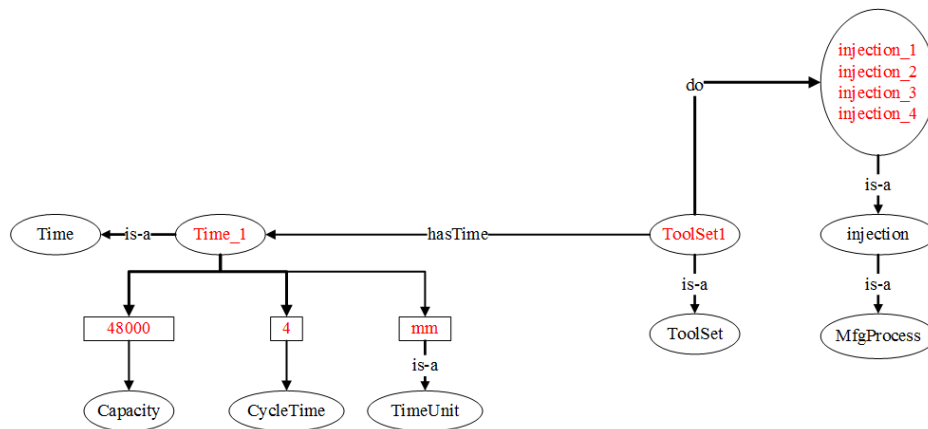 injection_1
injection_2
injection_3
injection_4
do
is-a
Time
is-a
Time_1
hasTime
ToolSet1
injection
is-a
is-a
48000
4
mm
ToolSet
MfgProcess
is-a
Capacity
CycleTime
TimeUnit